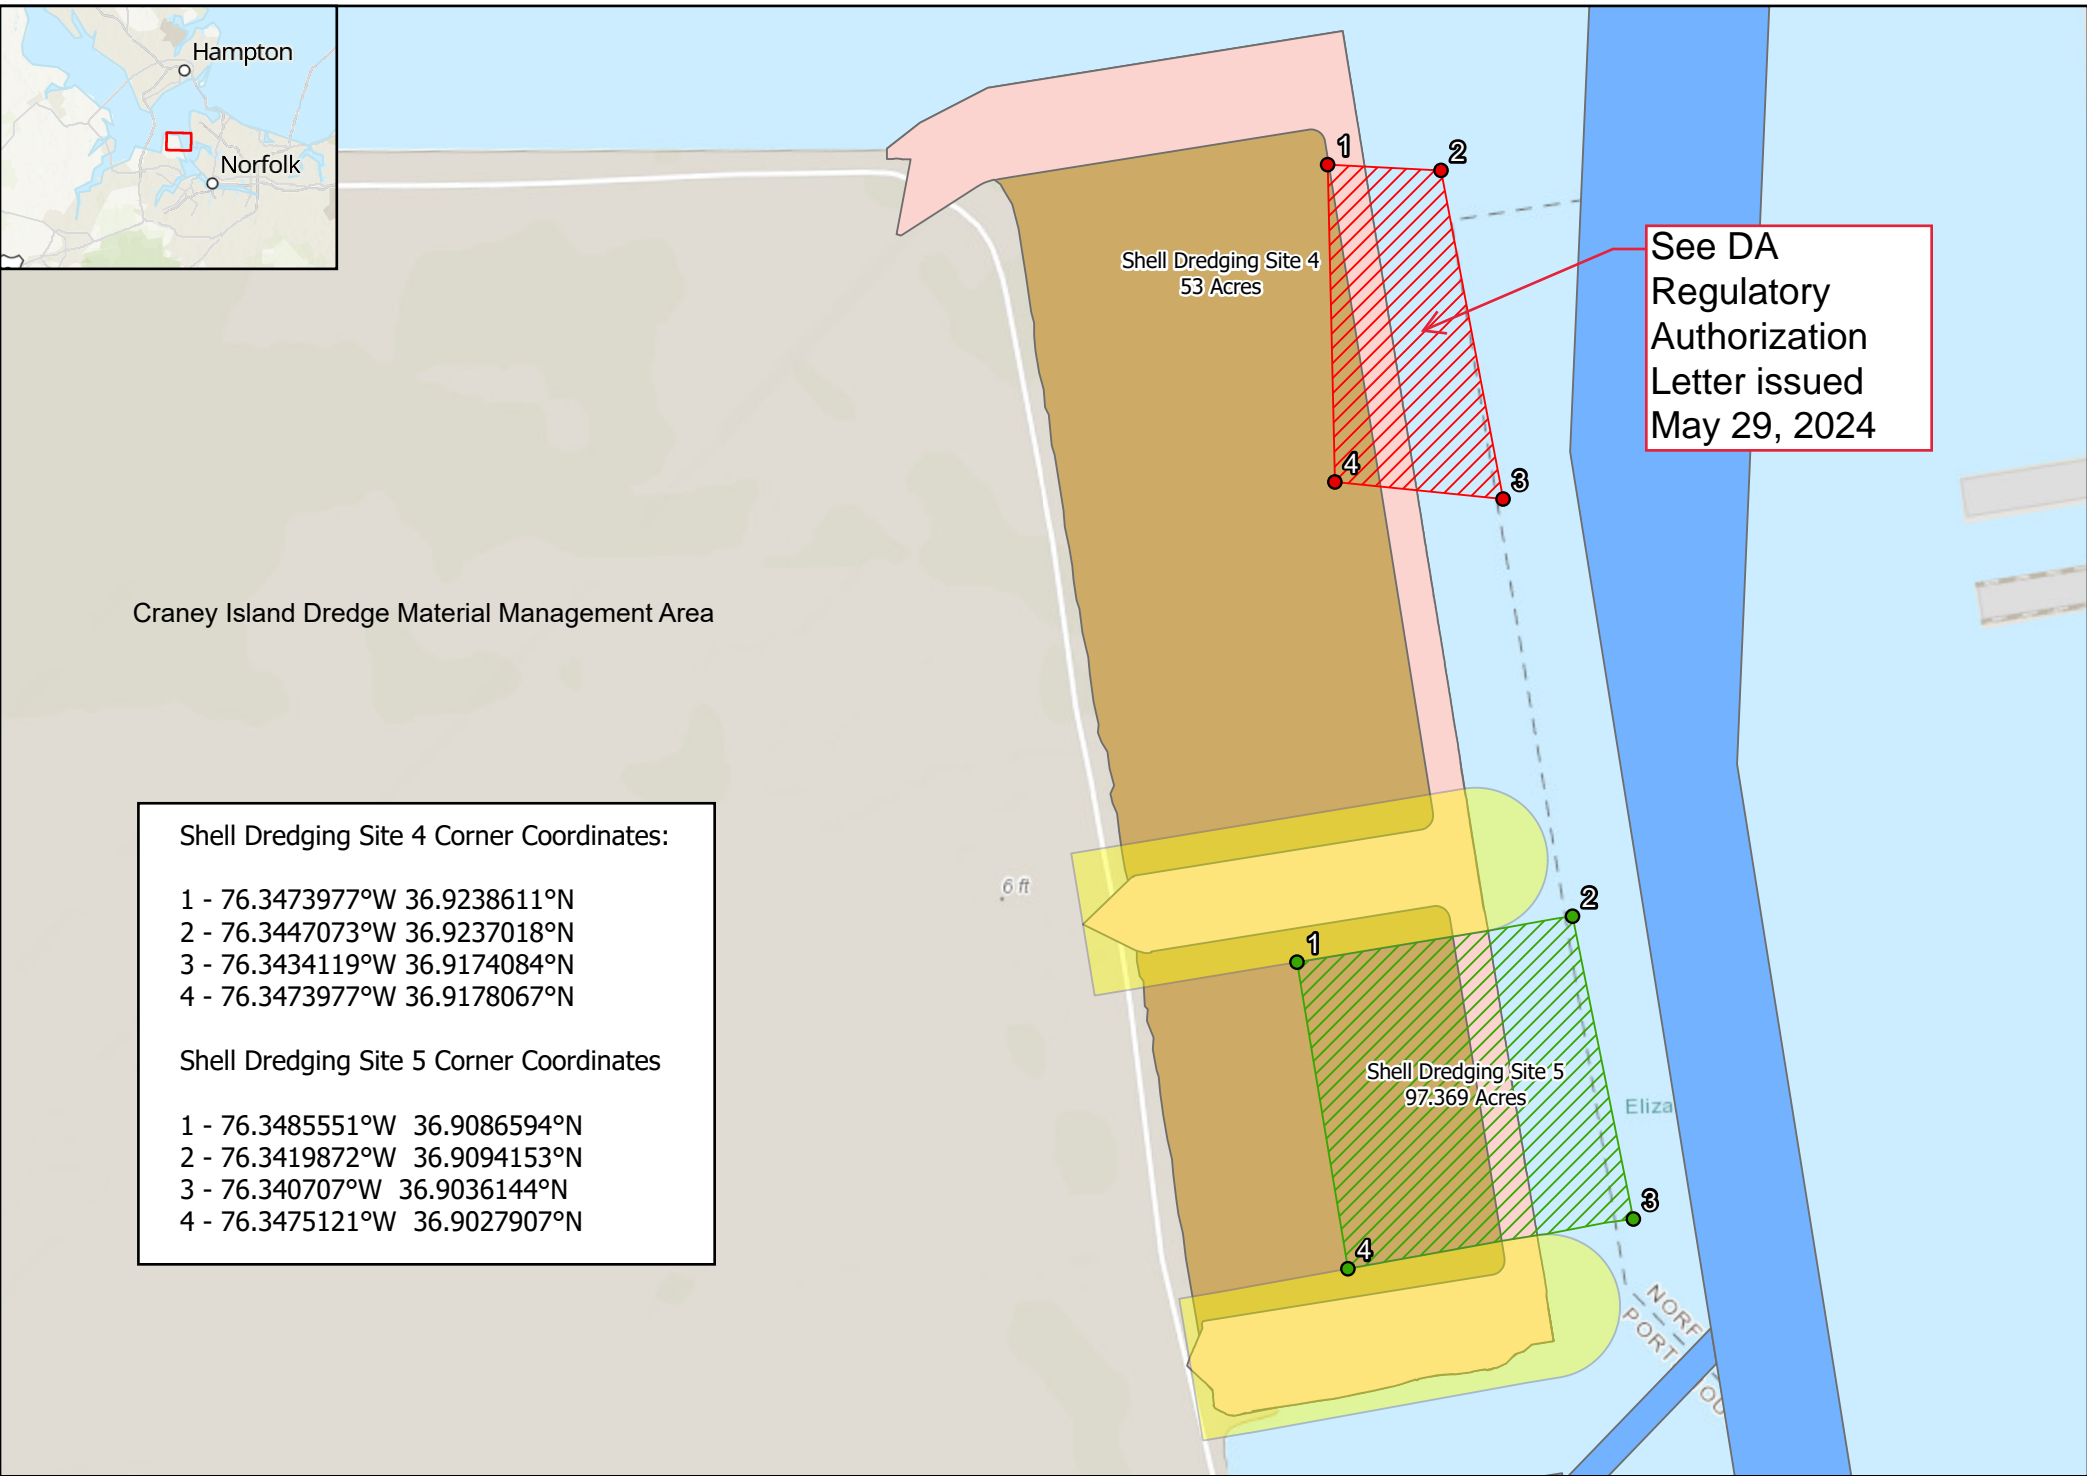 Hampton
Norfolk
1
2
Shell Dredging Site 4
53 Acres
See DA
Regulatory
Authorization
Letter issued
May 29, 2024
4
3
Craney Island Dredge Material Management Area
Shell Dredging Site 4 Corner Coordinates:
1 - 76.3473977°W 36.9238611°N
2 - 76.3447073°W 36.9237018°N
3 - 76.3434119°W 36.9174084°N
4 - 76.3473977°W 36.9178067°N
Shell Dredging Site 5 Corner Coordinates
1 - 76.3485551°W  36.9086594°N
2 - 76.3419872°W  36.9094153°N
3 - 76.340707°W  36.9036144°N
4 - 76.3475121°W  36.9027907°N
6 ft
1
2
Shell Dredging Site 5
97.369 Acres
Eliza
3
4
NORF
PORT
OU